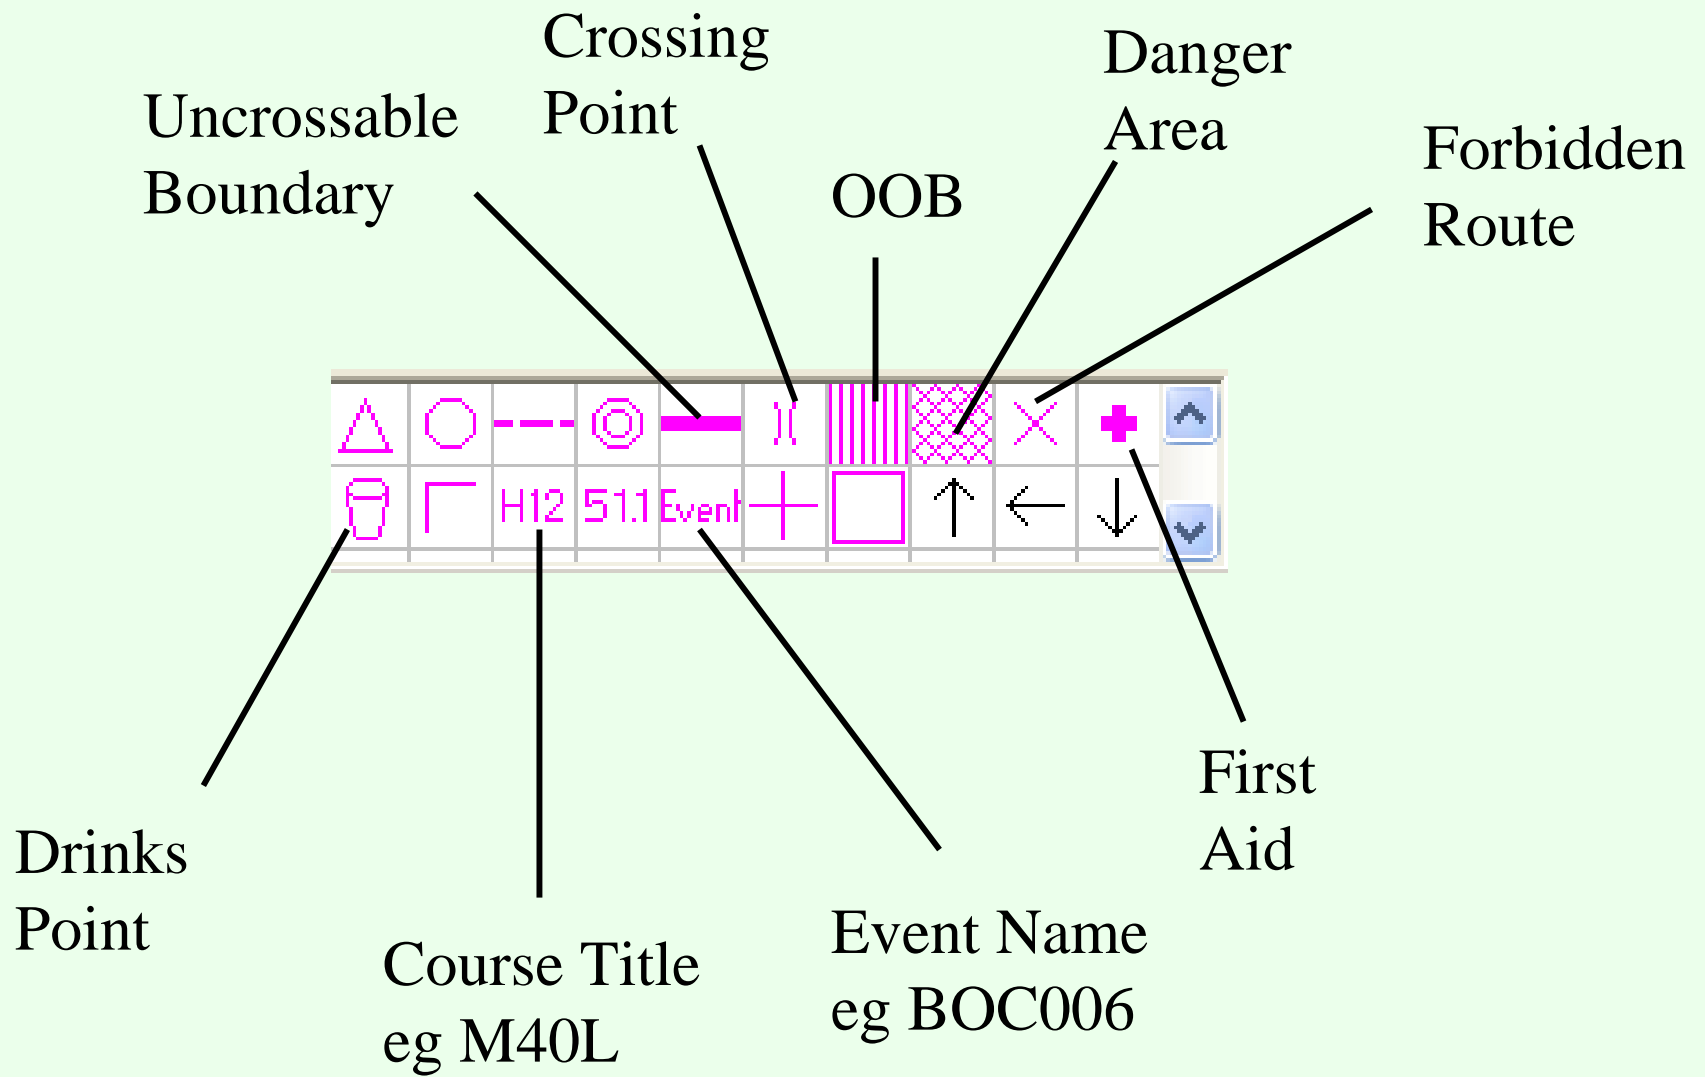 Crossing
Point
Danger
Area
Uncrossable
Boundary
Forbidden
Route
OOB
H12
51.1
Event
First
Aid
Drinks
Point
Event Name
eg BOC006
Course Title
eg M40L